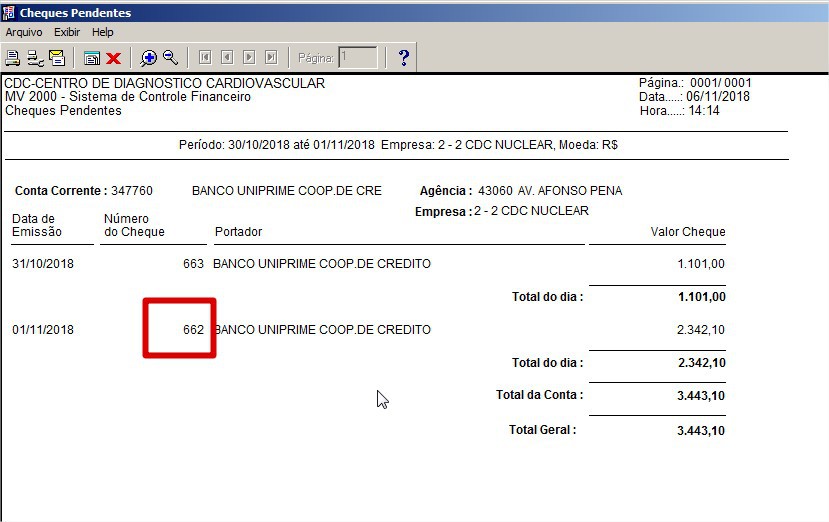 Cheques Pendentes
Arquivo Exibir Help
Página: 1 ?
CDC-CENTRO DE DIAGNOSTICO CARDIOVASCULAR Página.: 0001/0001
MV 2000 - Sistema de Controle Financeiro Data.....: 06/11/2018
Cheques Pendentes Hora.....: 14:14
Período: 30/10/2018 até 01/11/2018 Empresa: 2 - 2 CDC NUCLEAR, Moeda: R$
Conta Corrente : 347760 BANCO UNIPRIME COOP.DE CRE Agência : 43060 AV. AFONSO PENA
Empresa : 2 - 2 CDC NUCLEAR
Data de Número
Emissão do Cheque Portador Valor Cheque
31/10/2018 663 BANCO UNIPRIME COOP.DE CREDITO 1.101,00
Total do dia : 1.101,00
01/11/2018 662 BANCO UNIPRIME COOP.DE CREDITO 2.342,10
Total do dia : 2.342,10
Total da Conta : 3.443,10
Total Geral : 3.443,10